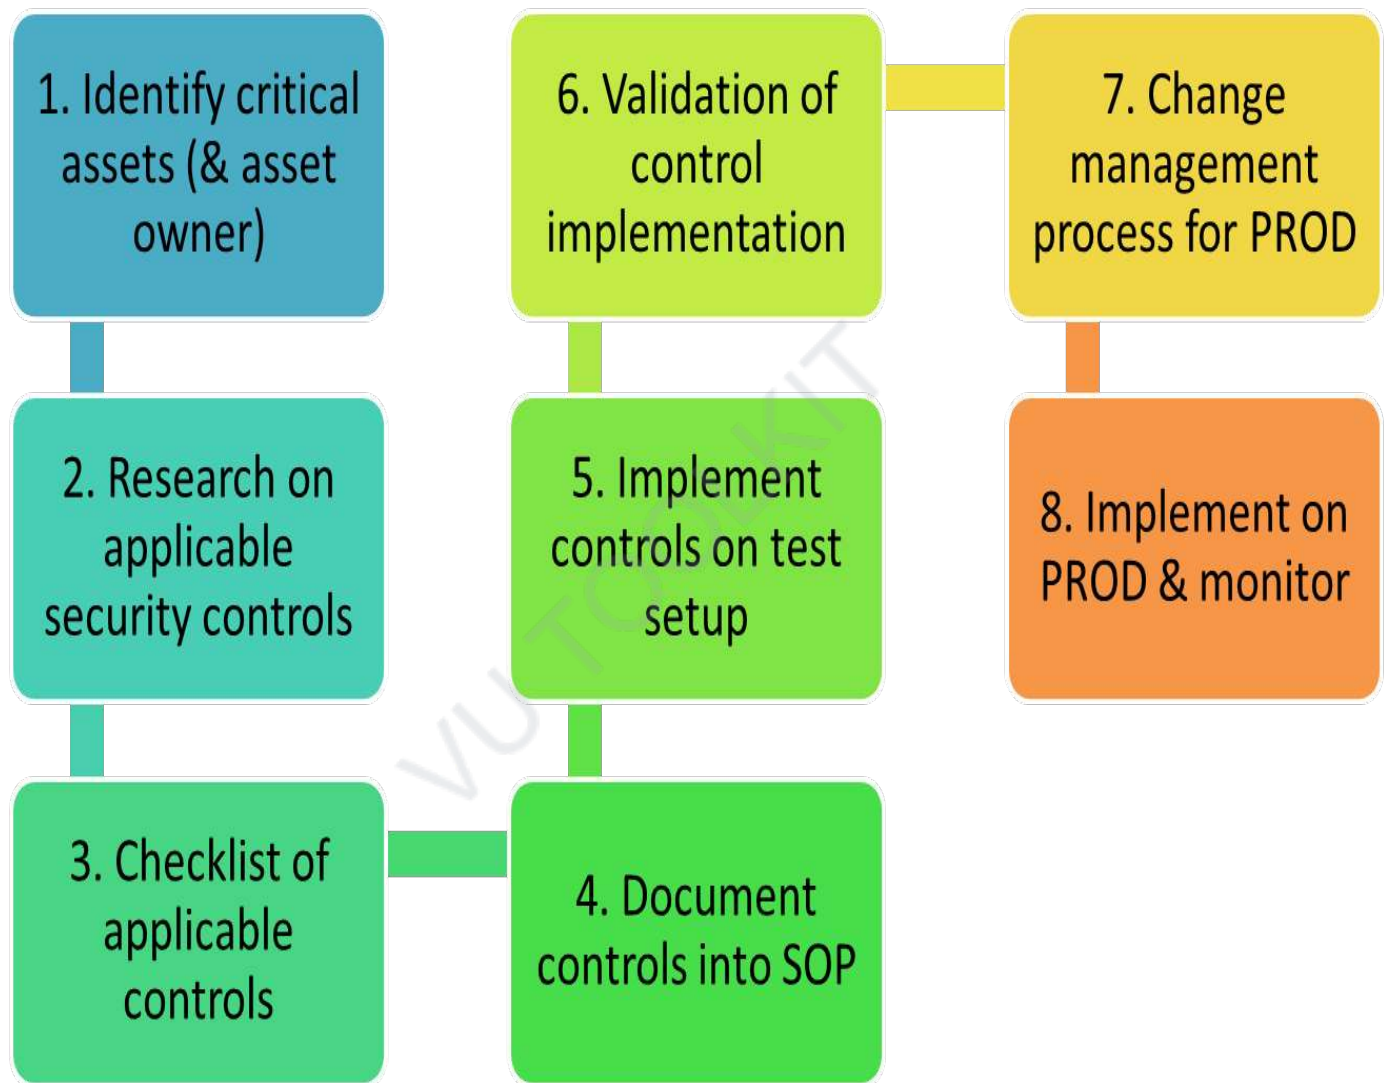 1. Identify critical
assets (& asset
owner)
2. Research on
applicable
security controls
3. Checklist of
applicable
controls
4. Document
controls into SOP
5. Implement
controls on test
setup
6. Validation of
control
implementation
7. Change
management
process for PROD
8. Implement on
PROD & monitor
VU TOOLKIT